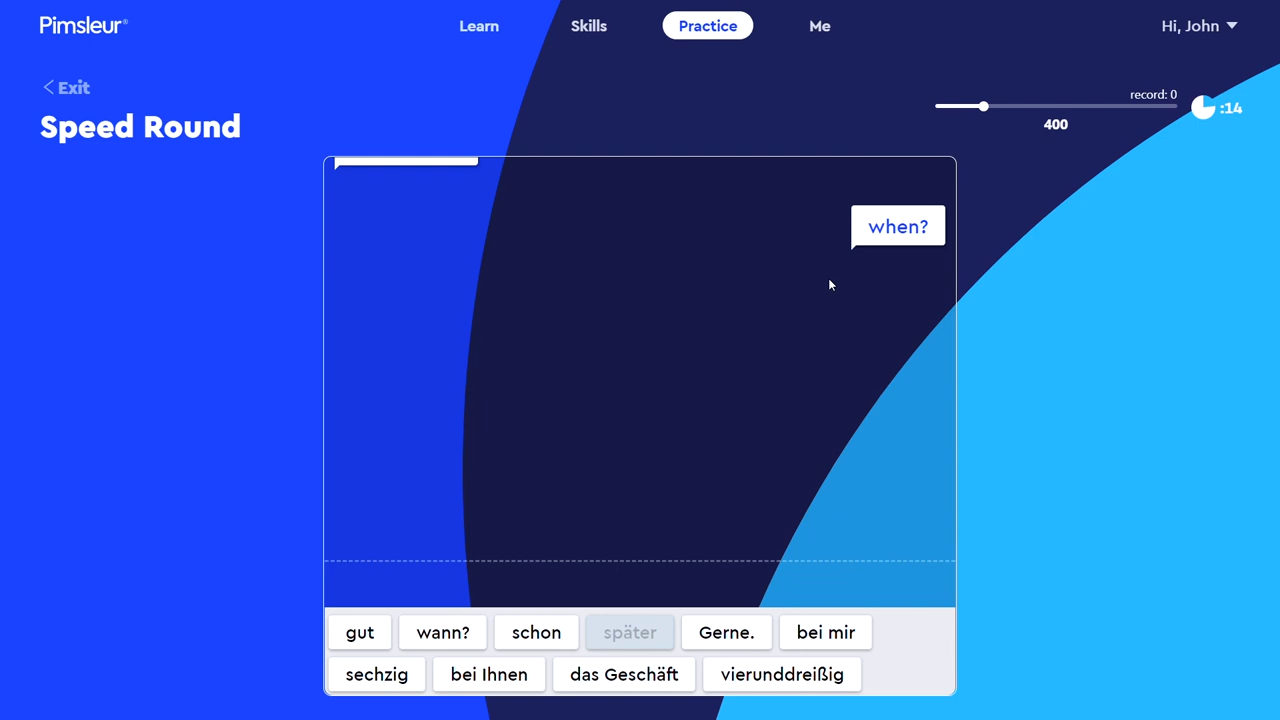 Pimsleur®
Learn
Skills
Practice
Me
Hi, John
Exit
Speed Round
record: 0
400
:14
when?
gut
wann?
schon
später
Gerne.
bei mir
sechzig
bei Ihnen
das Geschäft
vierunddreißig